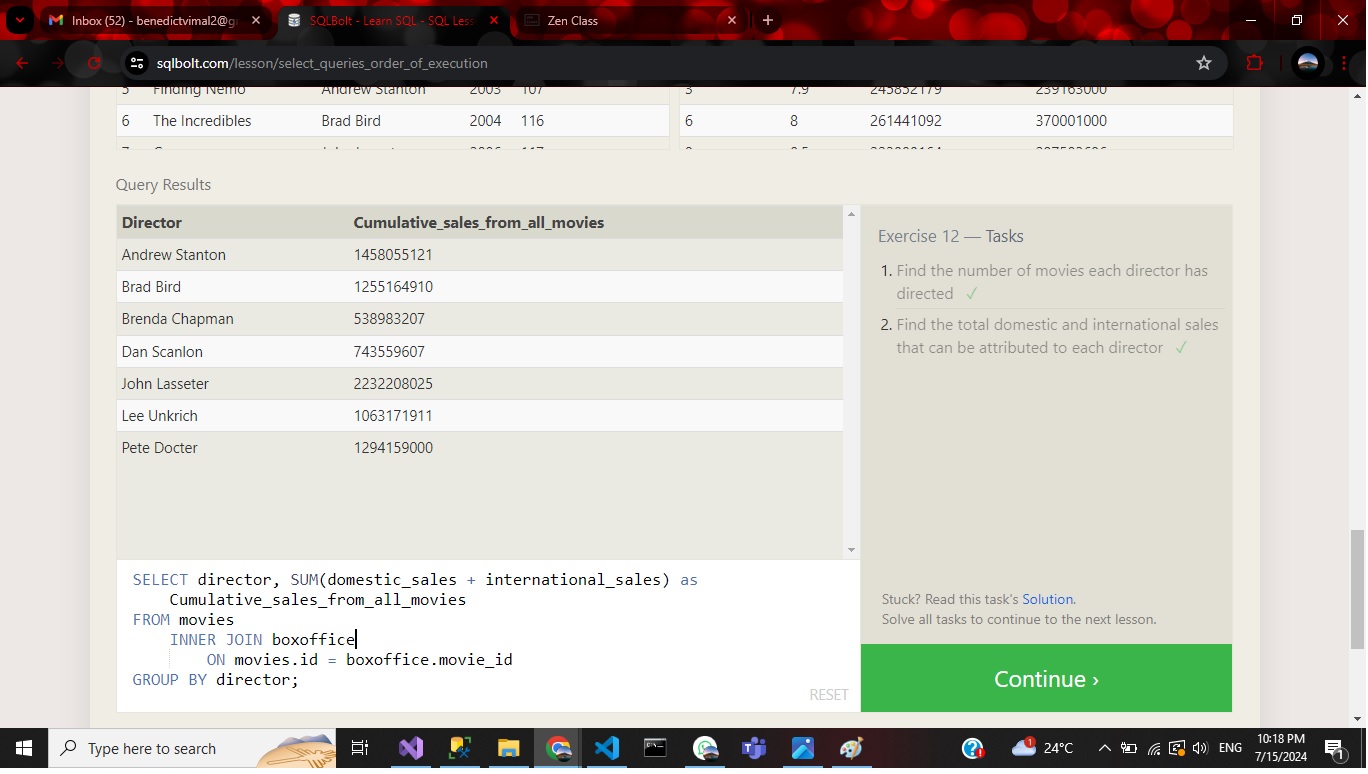 Inbox (52) - benedictvimal2@g
SQLBolt - Learn SQL - SQL Less
Zen Class
sqlbolt.com/lesson/select_queries_order_of_execution
5 Finding Nemo Andrew Stanton 2003 107
3 7.9 245852179 239163000
6 The Incredibles Brad Bird 2004 116
6 8 261441092 370001000
Query Results
Director Cumulative_sales_from_all_movies
Andrew Stanton 1458055121
Brad Bird 1255164910
Brenda Chapman 538983207
Dan Scanlon 743559607
John Lasseter 2232208025
Lee Unkrich 1063171911
Pete Docter 1294159000
Exercise 12 — Tasks
1. Find the number of movies each director has
directed ✓
2. Find the total domestic and international sales
that can be attributed to each director ✓
SELECT director, SUM(domestic_sales + international_sales) as
Cumulative_sales_from_all_movies
FROM movies
INNER JOIN boxoffice
ON movies.id = boxoffice.movie_id
GROUP BY director;
RESET
Stuck? Read this task's Solution.
Solve all tasks to continue to the next lesson.
Continue ›
Type here to search
24°C
ENG
10:18 PM
7/15/2024
1